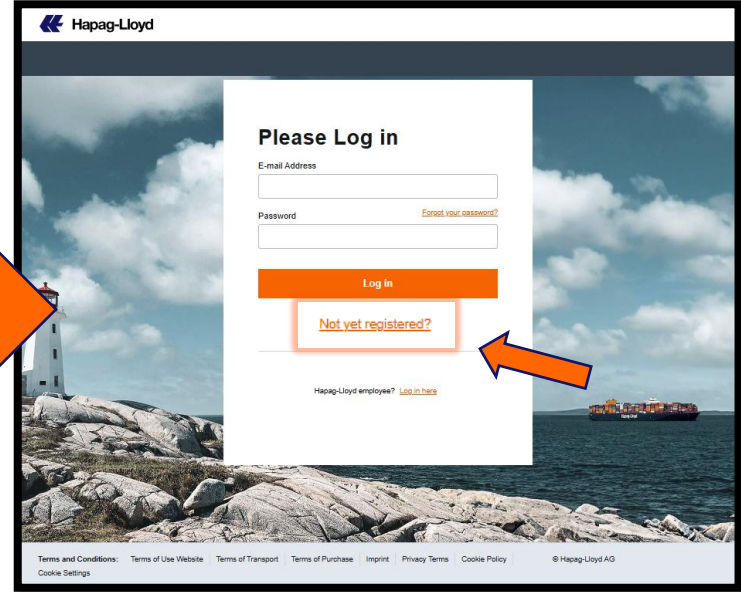 Hapag-Lloyd
Please Log in
E-mail Address
Password Forgot your password?
Log in
Not yet registered?
Hapag-Lloyd employee? Log in here
Hapag-Lloyd
Terms and Conditions: Terms of Use Website Terms of Transport Terms of Purchase Imprint Privacy Terms Cookie Policy © Hapag-Lloyd AG
Cookie Settings